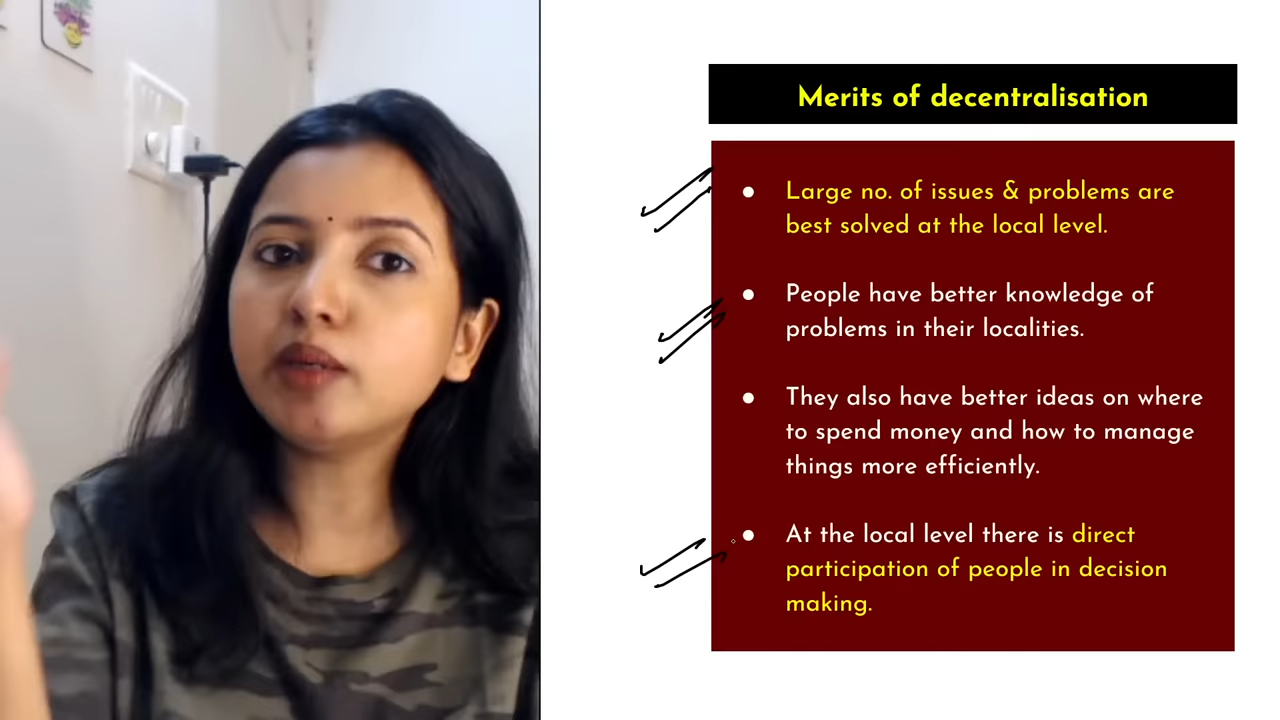 Merits of decentralisation
● Large no. of issues & problems are
best solved at the local level.
● People have better knowledge of
problems in their localities.
● They also have better ideas on where
to spend money and how to manage
things more efficiently.
● At the local level there is direct
participation of people in decision
making.